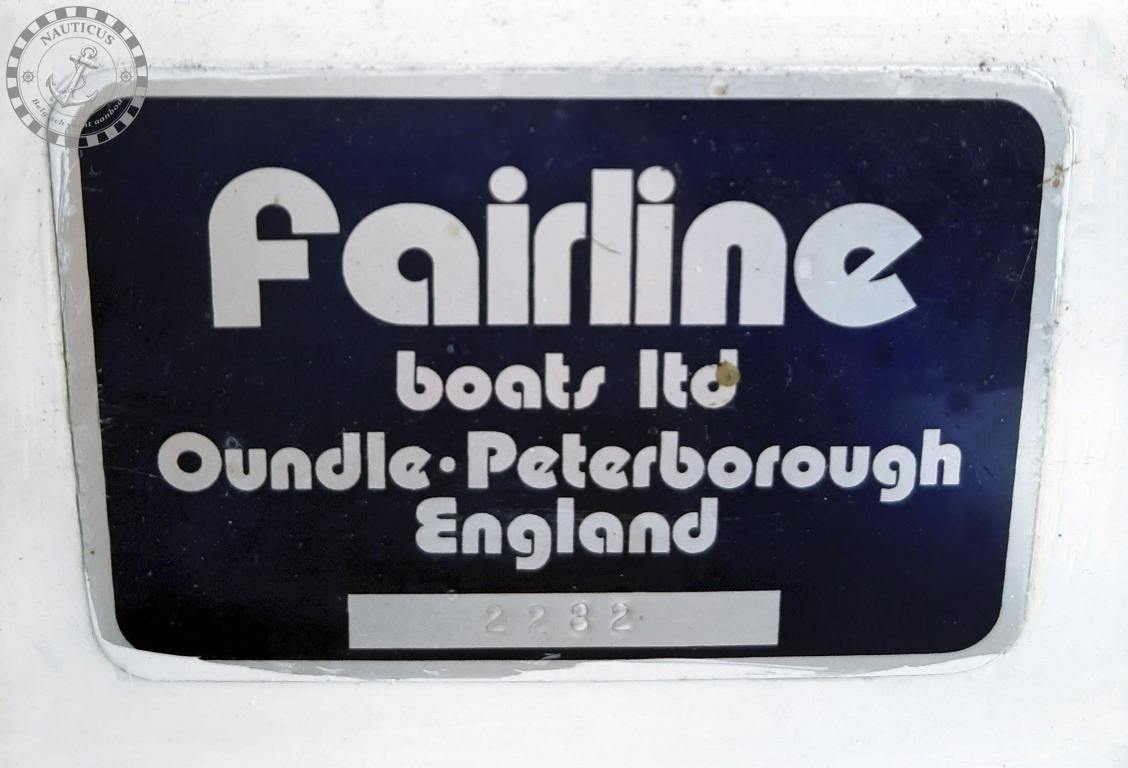 NAUTICUS
fairline
boats ltd
Oundle·Peterborough
England
2282